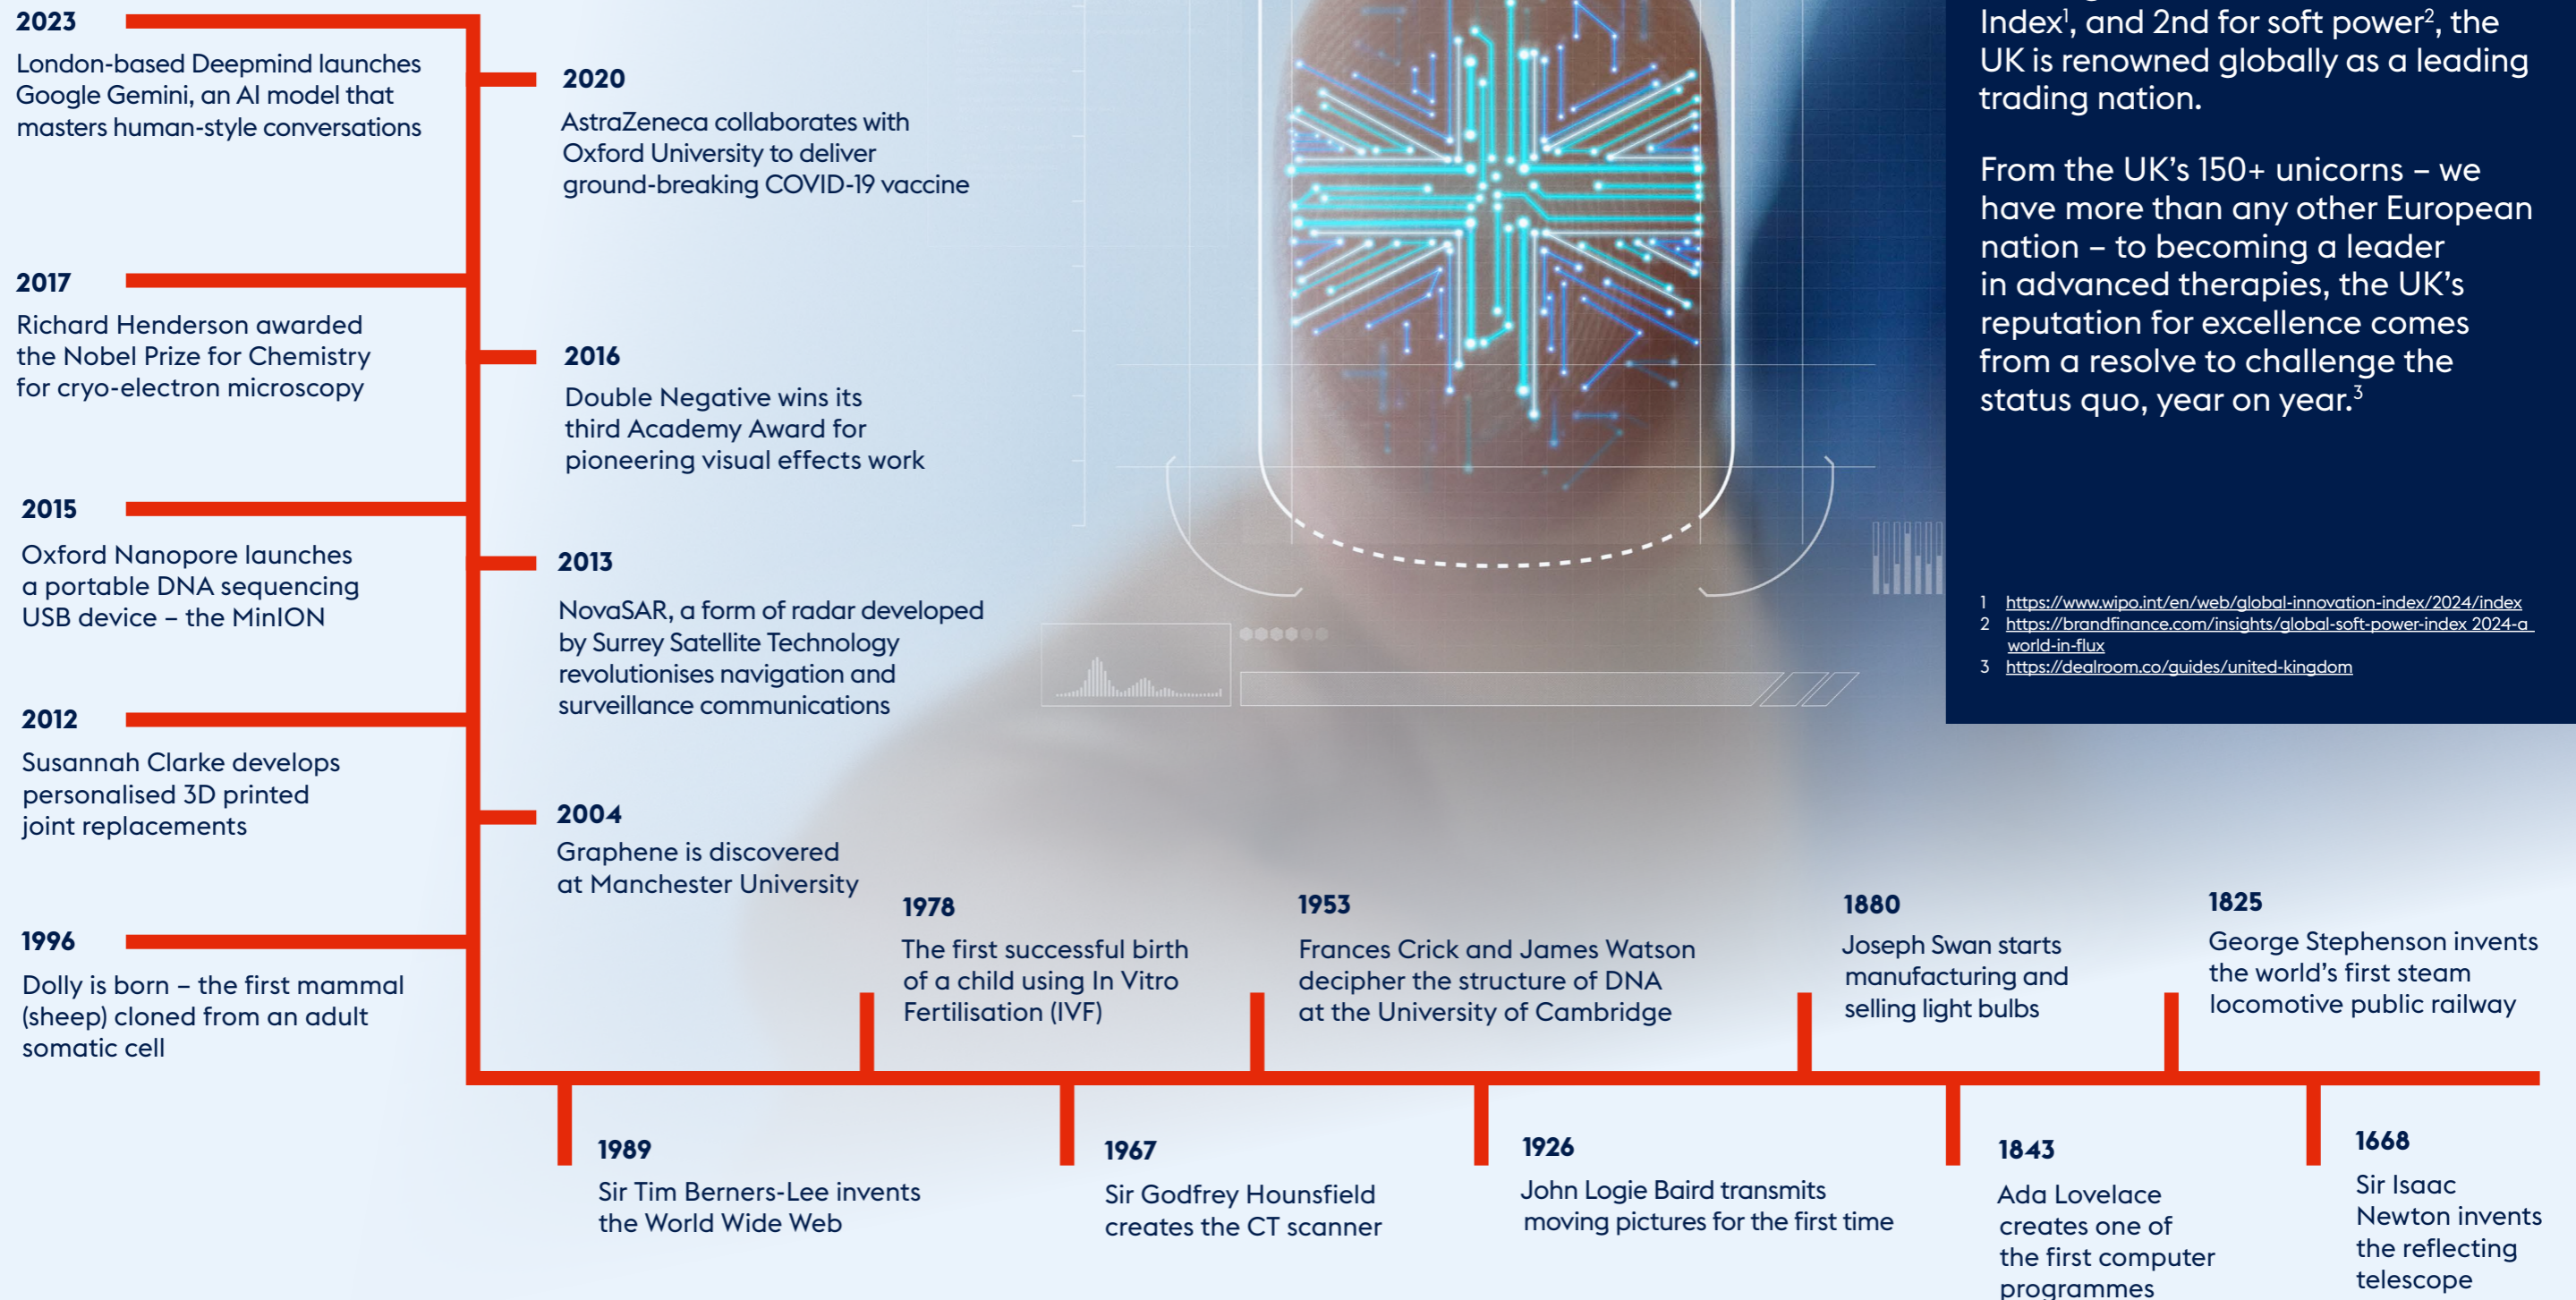 2023
London-based Deepmind launches
Google Gemini, an AI model that
masters human-style conversations
2020
AstraZeneca collaborates with
Oxford University to deliver
ground-breaking COVID-19 vaccine
2017
Richard Henderson awarded
the Nobel Prize for Chemistry
for cryo-electron microscopy
2016
Double Negative wins its
third Academy Award for
pioneering visual effects work
2015
Oxford Nanopore launches
a portable DNA sequencing
USB device – the MinION
2013
NovaSAR, a form of radar developed
by Surrey Satellite Technology
revolutionises navigation and
surveillance communications
2012
Susannah Clarke develops
personalised 3D printed
joint replacements
2004
Graphene is discovered
at Manchester University
1996
Dolly is born – the first mammal
(sheep) cloned from an adult
somatic cell
1989
Sir Tim Berners-Lee invents
the World Wide Web
1978
The first successful birth
of a child using In Vitro
Fertilisation (IVF)
1967
Sir Godfrey Hounsfield
creates the CT scanner
1953
Frances Crick and James Watson
decipher the structure of DNA
at the University of Cambridge
1926
John Logie Baird transmits
moving pictures for the first time
1880
Joseph Swan starts
manufacturing and
selling light bulbs
1843
Ada Lovelace
creates one of
the first computer
programmes
1825
George Stephenson invents
the world's first steam
locomotive public railway
1668
Sir Isaac
Newton invents
the reflecting
telescope
Index¹, and 2nd for soft power², the
UK is renowned globally as a leading
trading nation.
From the UK's 150+ unicorns – we
have more than any other European
nation – to becoming a leader
in advanced therapies, the UK's
reputation for excellence comes
from a resolve to challenge the
status quo, year on year.³
1 https://www.wipo.int/en/web/global-innovation-index/2024/index
2 https://brandfinance.com/insights/global-soft-power-index 2024-a
world-in-flux
3 https://dealroom.co/guides/united-kingdom